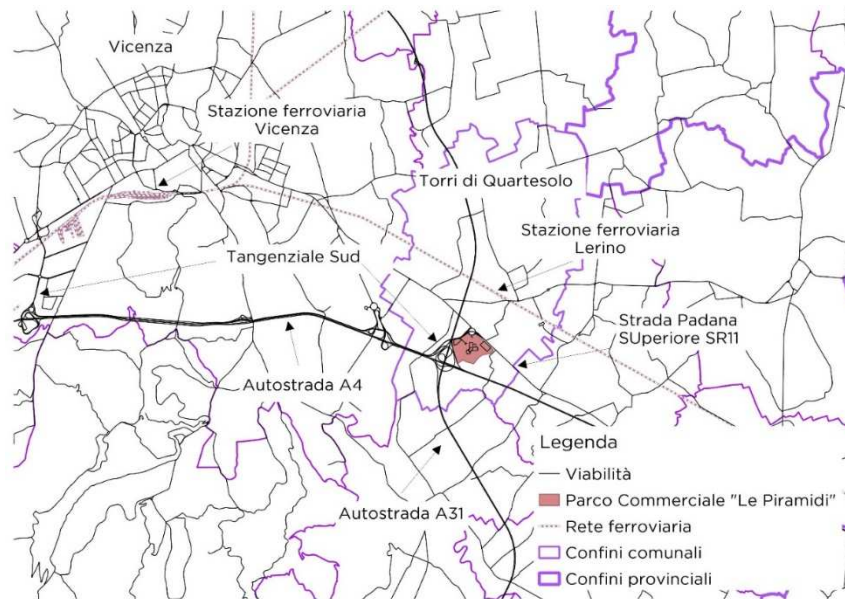 Vicenza
Stazione ferroviaria
Vicenza
Torri di Quartesolo
Stazione ferroviaria
Lerino
Tangenziale Sud
Strada Padana
SUperiore SR11
Autostrada A4
Autostrada A31
Legenda
Viabilità
Parco Commerciale "Le Piramidi"
Rete ferroviaria
Confini comunali
Confini provinciali